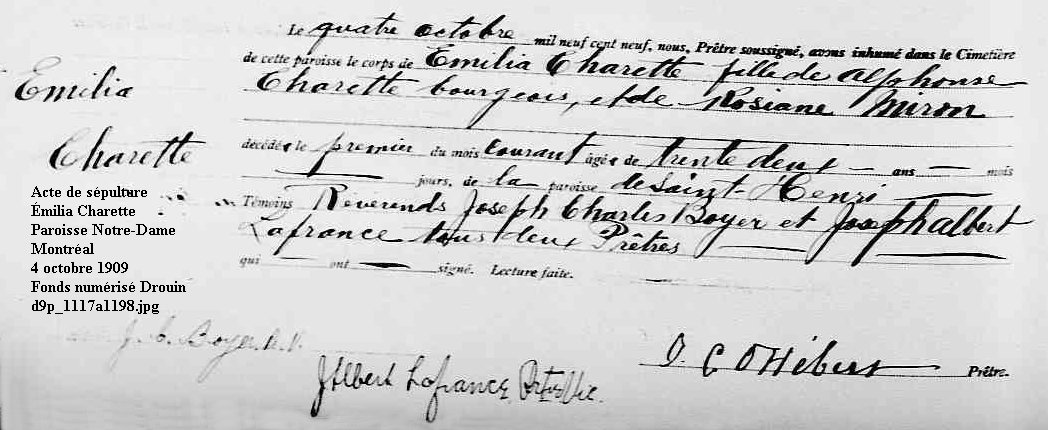 Le quatre octobre mil neuf cent neuf, nous, Prêtre soussigné, avons inhumé dans le Cimetière
de cette paroisse le corps de Emilia Charette fille de Alphonse
Charette bourgeois, et de Rosiane Miron
décédée le premier du mois courant âgée de trente deux — ans — mois
— jours, de la paroisse de Saint-Henri —
Témoins Révérends Joseph Charles Boyer et Joseph Albert
Lafrance tous deux Prêtres —
qui — ont — signé. Lecture faite.
Emilia
Charette
Acte de sépulture
Émilia Charette
Paroisse Notre-Dame
Montréal
4 octobre 1909
Fonds numérisé Drouin
d9p_1117a1198.jpg
J. C. Boyer
J Albert Lafrance Ptre Vic.
O Hébert
Prêtre.